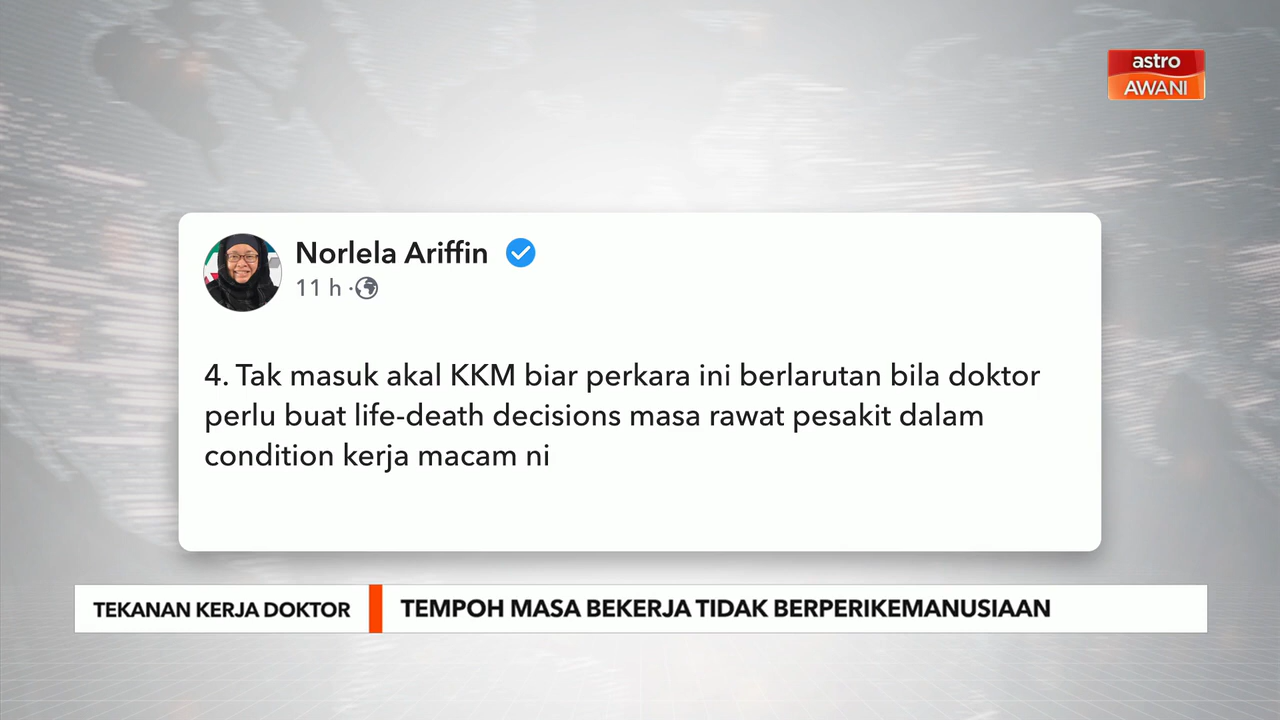 astro
AWANI
Norlela Ariffin
11 h ·
4. Tak masuk akal KKM biar perkara ini berlarutan bila doktor
perlu buat life-death decisions masa rawat pesakit dalam
condition kerja macam ni
TEKANAN KERJA DOKTOR
TEMPOH MASA BEKERJA TIDAK BERPERIKEMANUSIAAN